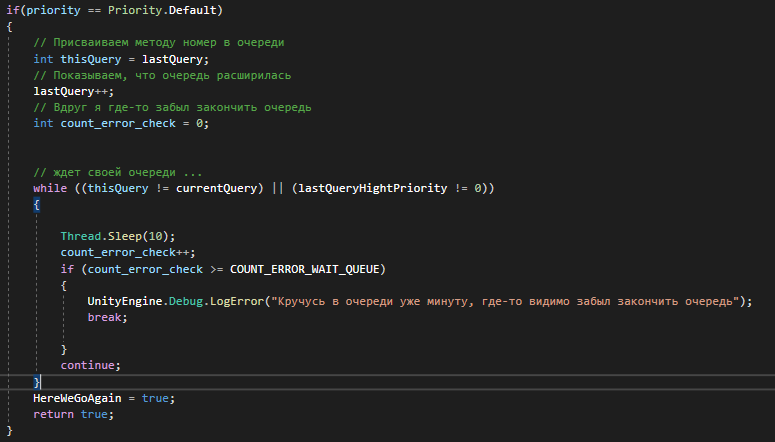 if(priority == Priority.Default)
{
// Присваиваем методу номер в очереди
int thisQuery = lastQuery;
// Показываем, что очередь расширилась
lastQuery++;
// Вдруг я где-то забыл закончить очередь
int count_error_check = 0;
// ждет своей очереди ...
while ((thisQuery != currentQuery) || (lastQueryHightPriority != 0))
{
Thread.Sleep(10);
count_error_check++;
if (count_error_check >= COUNT_ERROR_WAIT_QUEUE)
{
UnityEngine.Debug.LogError("Кручусь в очереди уже минуту, где-то видимо забыл закончить очередь");
break;
}
continue;
}
HereWeGoAgain = true;
return true;
}